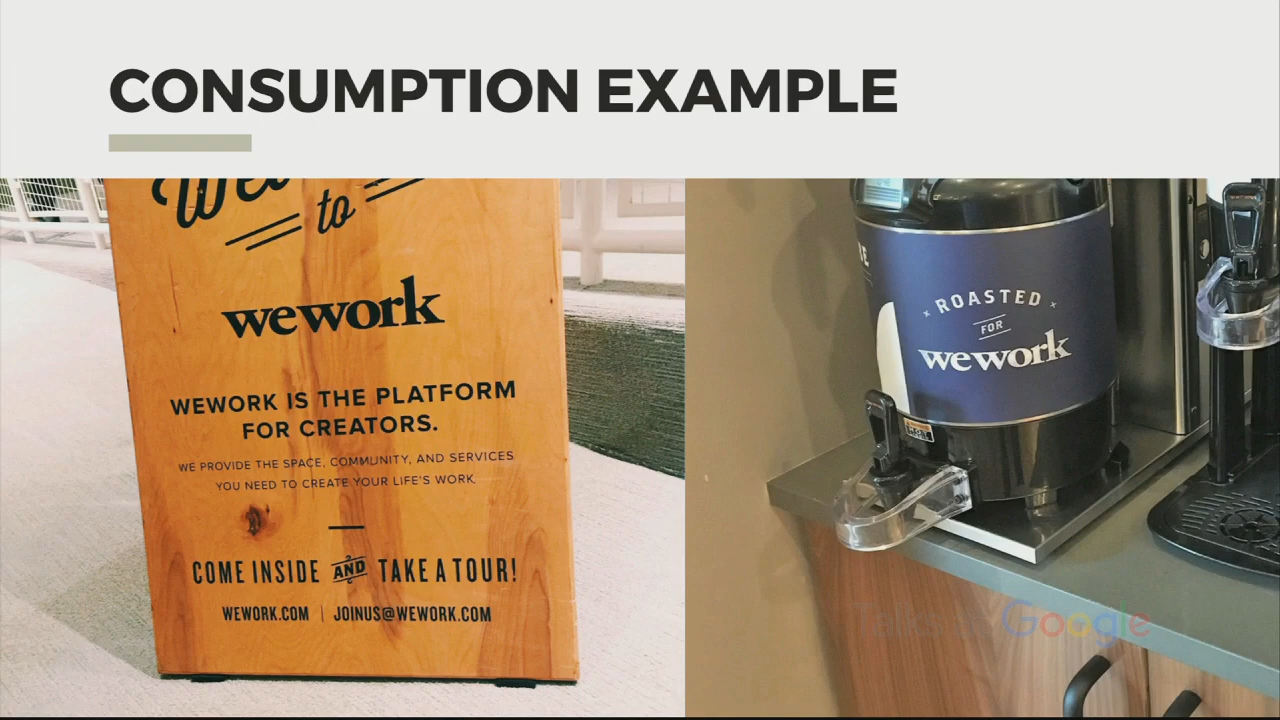 CONSUMPTION EXAMPLE
to
wework
WEWORK IS THE PLATFORM
FOR CREATORS.
WE PROVIDE THE SPACE, COMMUNITY, AND SERVICES
YOU NEED TO CREATE YOUR LIFE'S WORK.
COME INSIDE AND TAKE A TOUR!
WEWORK.COM | JOINUS@WEWORK.COM
ROASTED
FOR
wework
Talks at Google